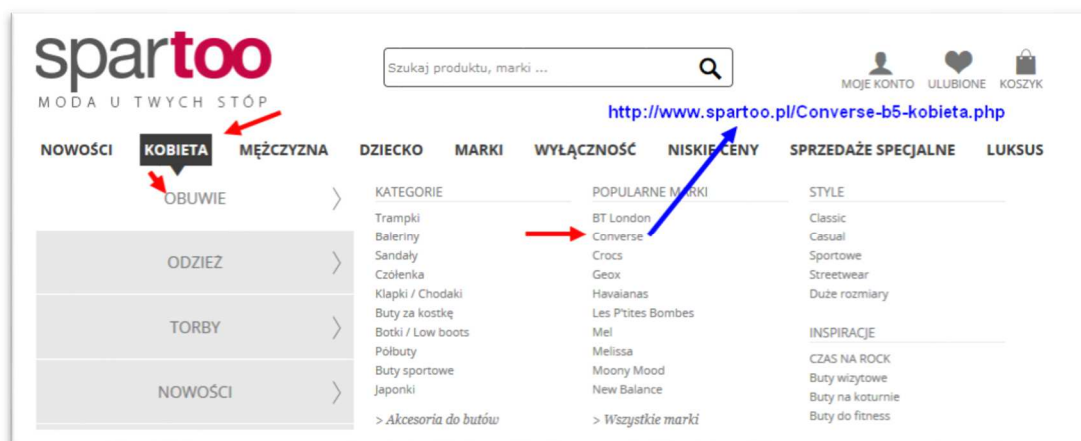 spartoo
MODA U TWYCH STÓP
Szukaj produktu, marki ...
MOJE KONTO ULUBIONE KOSZYK
http://www.spartoo.pl/Converse-b5-kobieta.php
NOWOŚCI KOBIETA MĘŻCZYZNA DZIECKO MARKI WYŁĄCZNOŚĆ NISKIE CENY SPRZEDAŻE SPECJALNE LUKSUS
OBUWIE
ODZIEŻ
TORBY
NOWOŚCI
KATEGORIE
Trampki
Baleriny
Sandały
Czółenka
Klapki / Chodaki
Buty za kostkę
Botki / Low boots
Półbuty
Buty sportowe
Japonki
> Akcesoria do butów
POPULARNE MARKI
BT London
Converse
Crocs
Geox
Havaianas
Les P'tites Bombes
Mel
Melissa
Moony Mood
New Balance
> Wszystkie marki
STYLE
Classic
Casual
Sportowe
Streetwear
Duże rozmiary
INSPIRACJE
CZAS NA ROCK
Buty wizytowe
Buty na koturnie
Buty do fitness